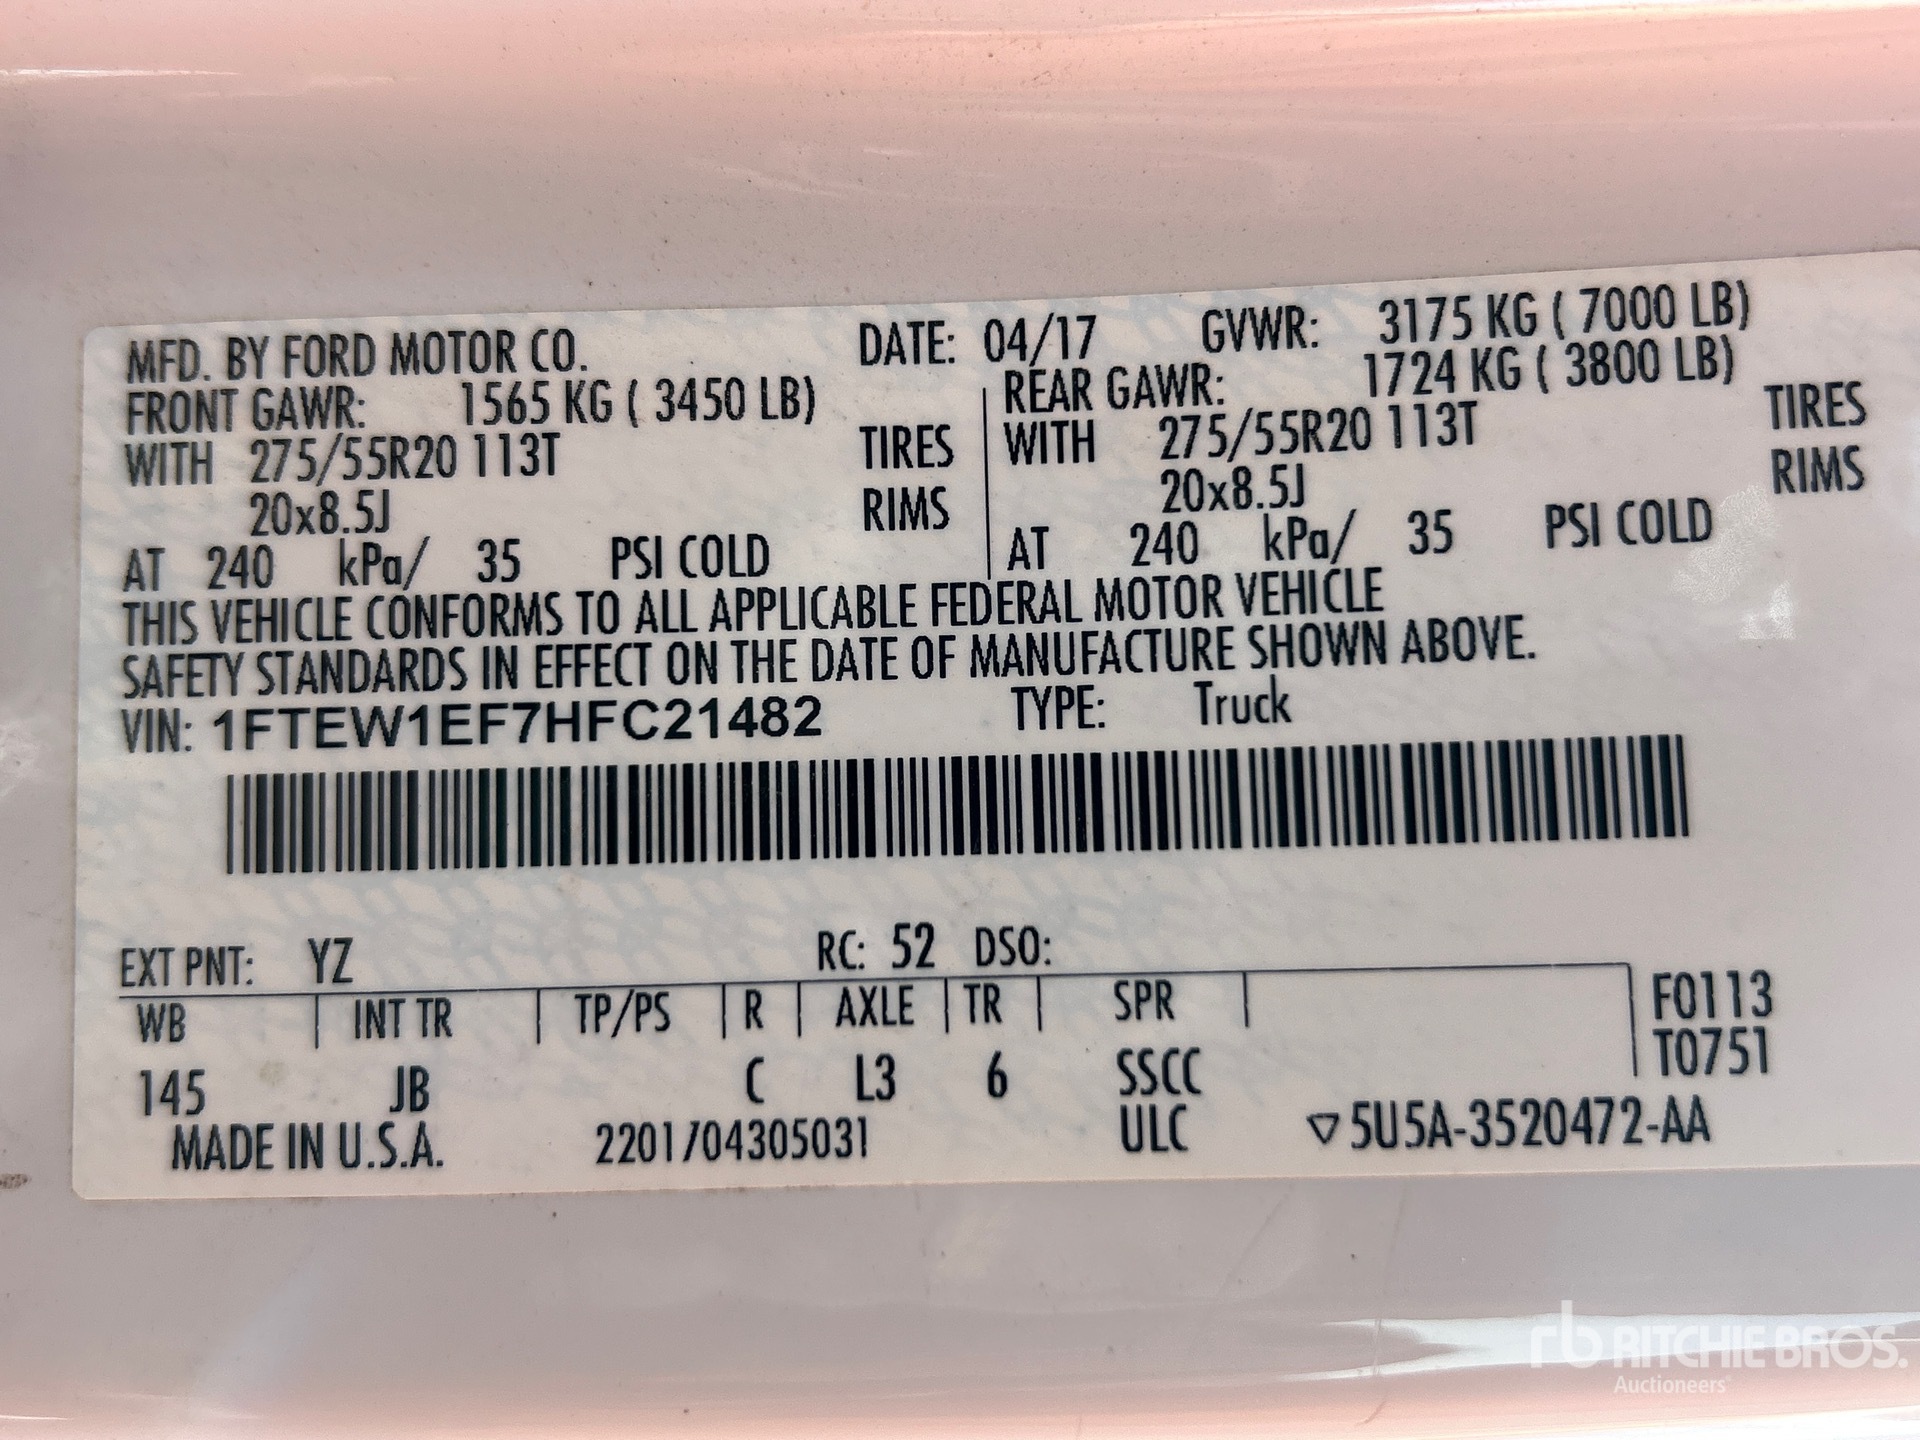 MFD. BY FORD MOTOR CO. DATE: 04/17 GVWR: 3175 KG ( 7000 LB)
FRONT GAWR: 1565 KG ( 3450 LB) REAR GAWR: 1724 KG ( 3800 LB)
WITH 275/55R20 113T TIRES WITH 275/55R20 113T TIRES
20x8.5J RIMS 20x8.5J RIMS
AT 240 kPa/ 35 PSI COLD AT 240 kPa/ 35 PSI COLD
THIS VEHICLE CONFORMS TO ALL APPLICABLE FEDERAL MOTOR VEHICLE
SAFETY STANDARDS IN EFFECT ON THE DATE OF MANUFACTURE SHOWN ABOVE.
VIN: 1FTEW1EF7HFC21482 TYPE: Truck
EXT PNT: YZ RC: 52 DSO:
WB INT TR TP/PS R AXLE TR SPR F0113
T0751
145 JB C L3 6 SSCC
MADE IN U.S.A. 2201704305031 ULC ▽5U5A-3520472-AA
rb RITCHIE BROS.
Auctioneers